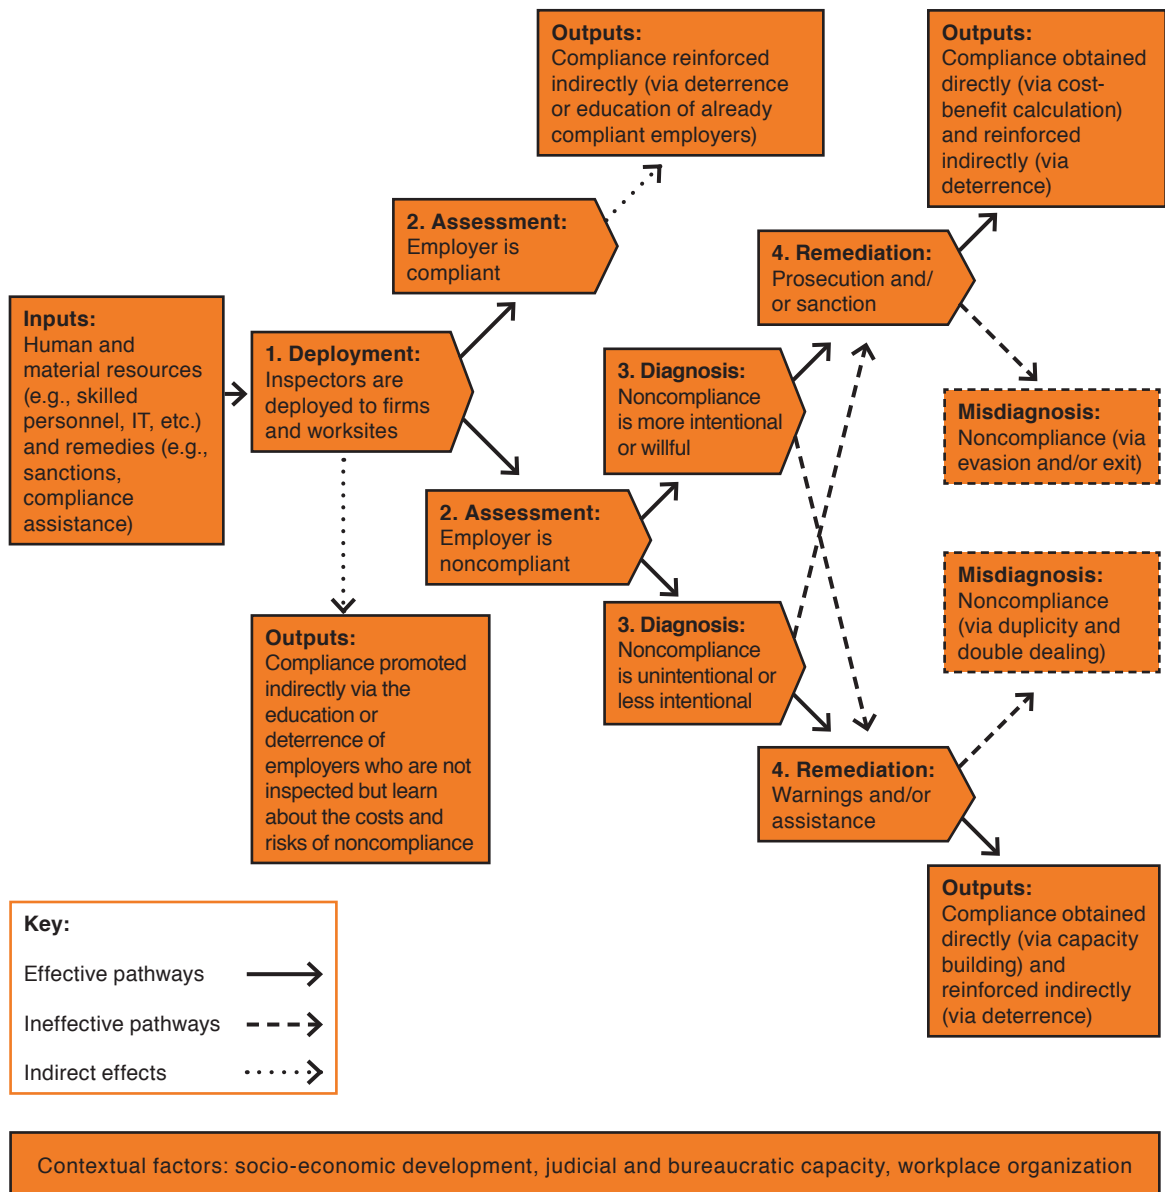 Outputs:
Compliance reinforced
indirectly (via deterrence
or education of already
compliant employers)
Outputs:
Compliance obtained
directly (via cost-
benefit calculation)
and reinforced
indirectly (via
deterrence)
2. Assessment:
Employer is
compliant
4. Remediation:
Prosecution and/
or sanction
Inputs:
Human and
material resources
(e.g., skilled
personnel, IT, etc.)
and remedies (e.g.,
sanctions,
compliance
assistance)
1. Deployment:
Inspectors are
deployed to firms
and worksites
3. Diagnosis:
Noncompliance
is more intentional
or willful
Misdiagnosis:
Noncompliance (via
evasion and/or exit)
2. Assessment:
Employer is
noncompliant
Misdiagnosis:
Noncompliance
(via duplicity and
double dealing)
3. Diagnosis:
Noncompliance
is unintentional or
less intentional
Outputs:
Compliance promoted
indirectly via the
education or
deterrence of
employers who are not
inspected but learn
about the costs and
risks of noncompliance
4. Remediation:
Warnings and/or
assistance
Outputs:
Compliance obtained
directly (via capacity
building) and
reinforced indirectly
(via deterrence)
Key:
Effective pathways
Ineffective pathways
Indirect effects
Contextual factors: socio-economic development, judicial and bureaucratic capacity, workplace organization